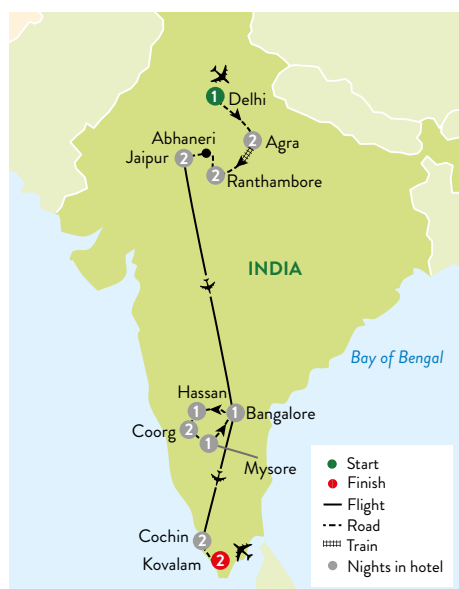 1 Delhi
2 Agra
Abhaneri
Jaipur 2
2 Ranthambore
INDIA
Bay of Bengal
Hassan
1
1 Bangalore
Coorg 2
1
Mysore
Cochin 2
Kovalam 2
Start
Finish
Flight
Road
Train
Nights in hotel